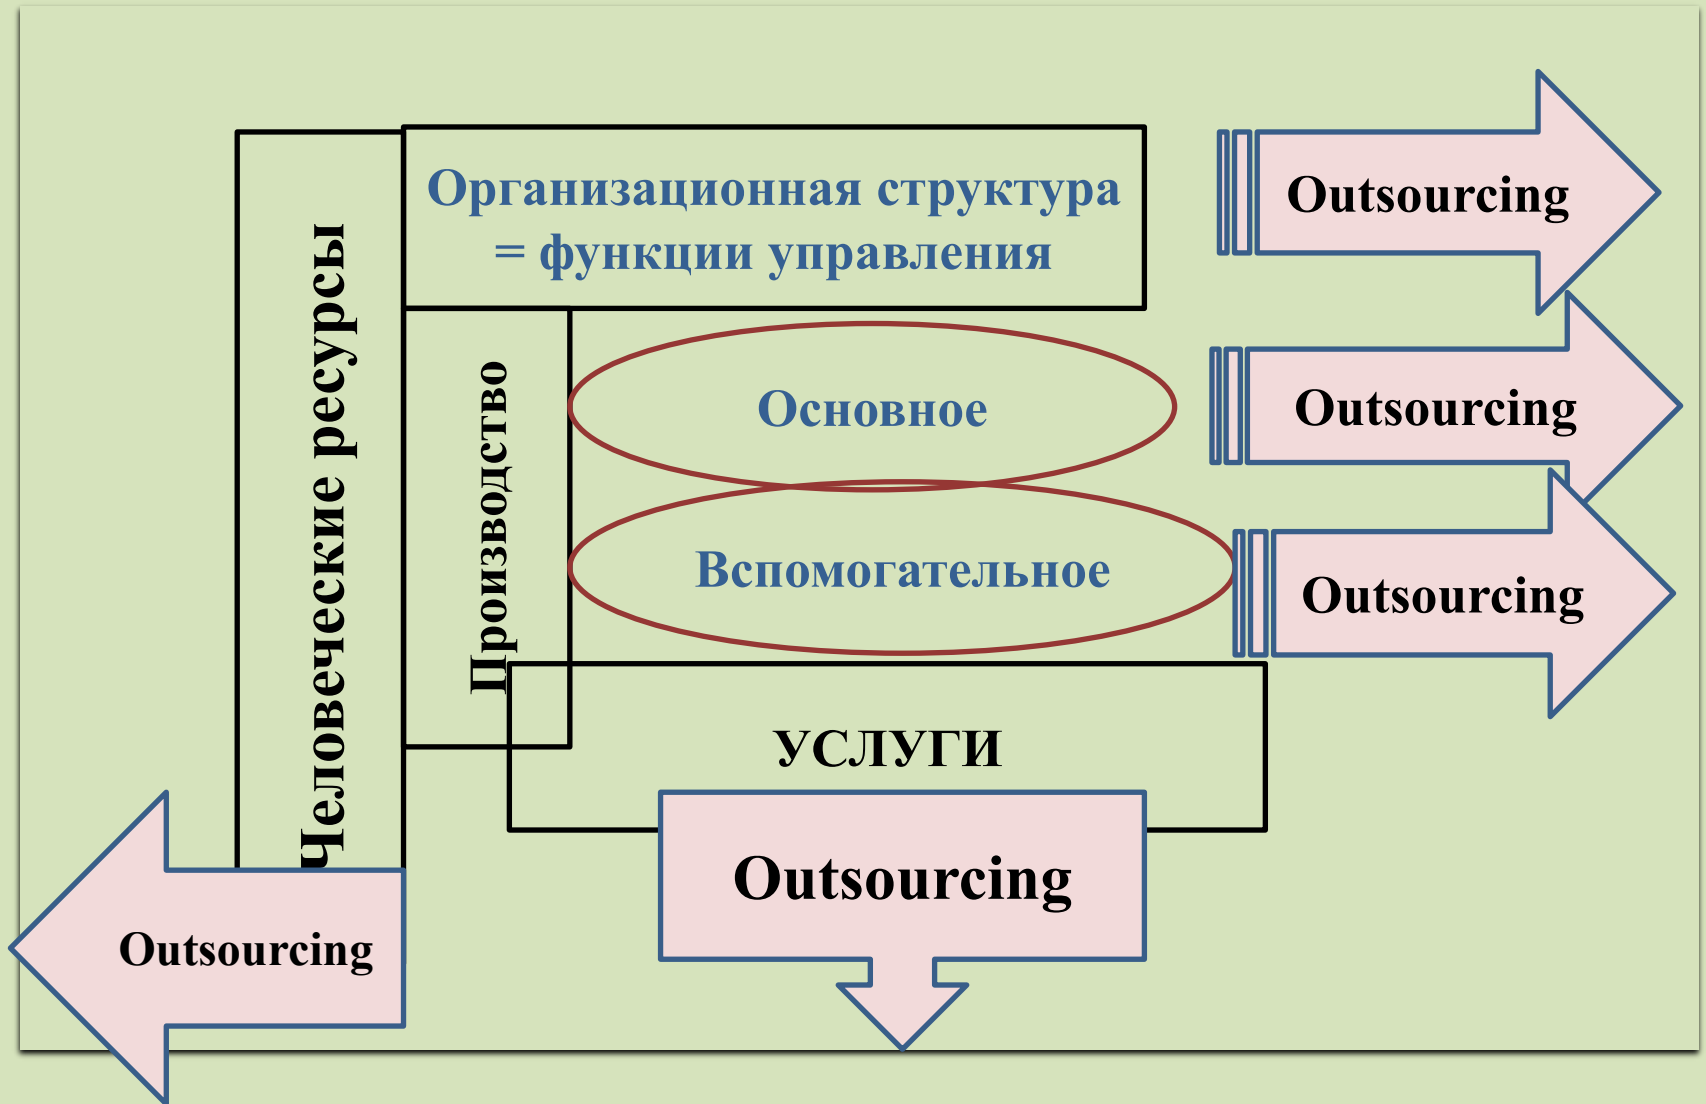 Организационная структура
= функции управления
Outsourcing
Человеческие ресурсы
Производство
Основное
Outsourcing
Вспомогательное
Outsourcing
УСЛУГИ
Outsourcing
Outsourcing